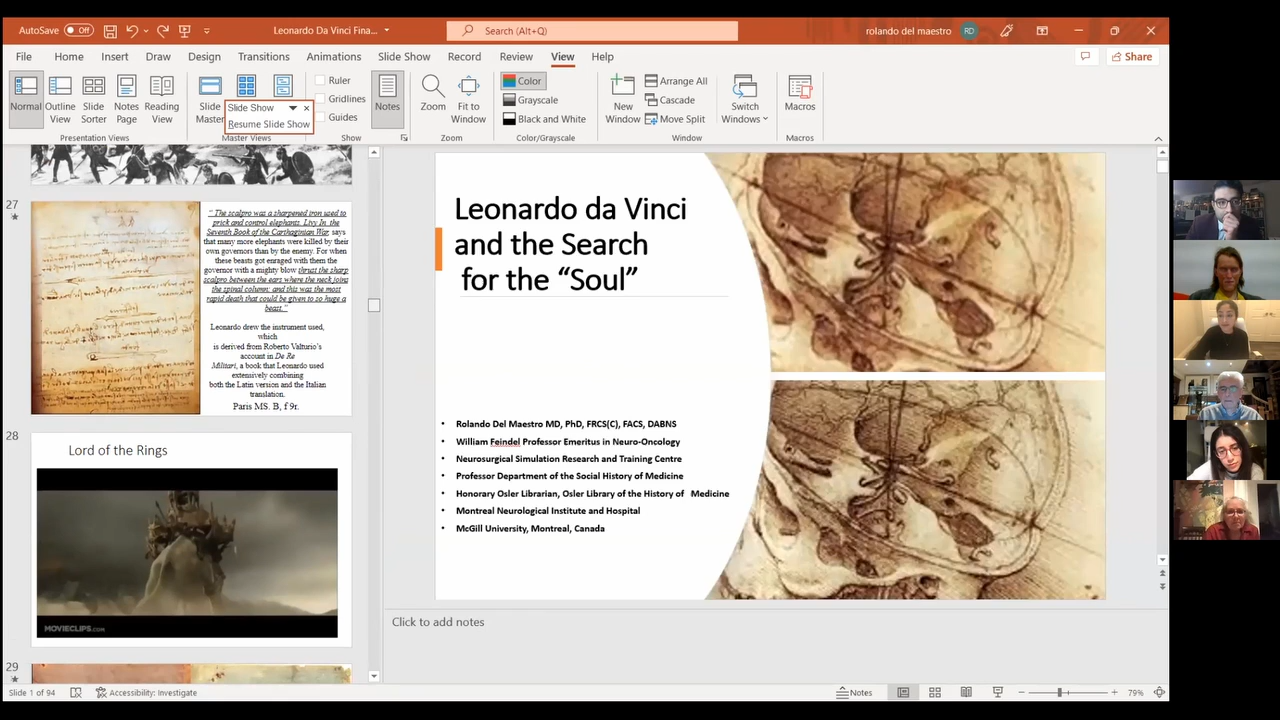 AutoSave Off
Leonardo Da Vinci Fina...
Search (Alt+Q)
rolando del maestro
RD
File Home Insert Draw Design Transitions Animations Slide Show Record Review View Help
Share
Normal
Outline View
Slide Sorter
Notes Page
Reading View
Slide Master
Slide Show
Resume Slide Show
Ruler
Gridlines
Guides
Notes
Zoom
Fit to Window
Color
Grayscale
Black and White
New Window
Arrange All
Cascade
Move Split
Switch Windows
Macros
Presentation Views
Master Views
Show
Zoom
Color/Grayscale
Window
Macros
27
" The scalpro was a sharpened iron used to
prick and control elephants. Livy In, the
Seventh Book of the Carthaginian War, says
that many more elephants were killed by their
own governors than by the enemy. For when
these beasts got enraged with them the
governor with a mighty blow thrust the sharp
scalpro between the ears where the neck joins
the spinal column: and this was the most
rapid death that could be given to so huge a
beast."
Leonardo drew the instrument used,
which
is derived from Roberto Valturio's
account in De Re
Militari, a book that Leonardo used
extensively combining
both the Latin version and the Italian
translation.
Paris MS. B, f 9r.
28
Lord of the Rings
MOVIECLIPS.COM
29
Leonardo da Vinci
and the Search
for the “Soul”
• Rolando Del Maestro MD, PhD, FRCS(C), FACS, DABNS
• William Feindel Professor Emeritus in Neuro-Oncology
• Neurosurgical Simulation Research and Training Centre
• Professor Department of the Social History of Medicine
• Honorary Osler Librarian, Osler Library of the History of Medicine
• Montreal Neurological Institute and Hospital
• McGill University, Montreal, Canada
Click to add notes
Slide 1 of 94
Accessibility: Investigate
Notes
79%